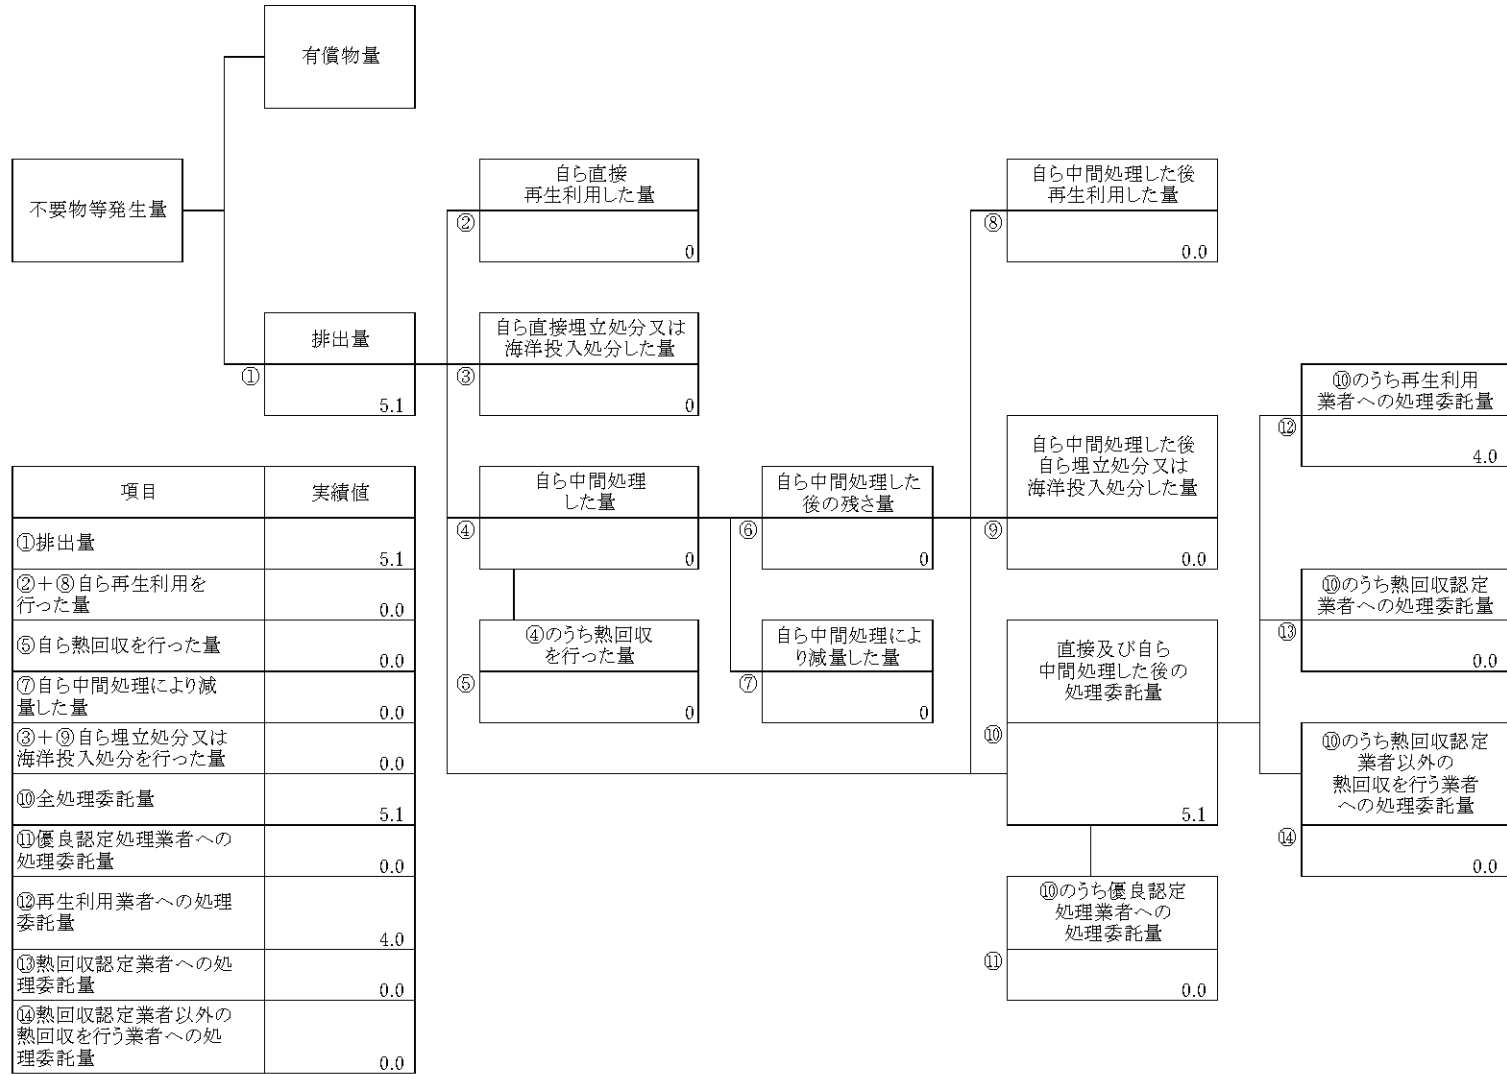 有償物量
不要物等発生量
自ら直接
再生利用した量
②
0
自ら中間処理した後
再生利用した量
⑧
0.0
排出量
①
5.1
自ら直接埋立処分又は
海洋投入処分した量
③
0
⑩のうち再生利用
業者への処理委託量
⑫
4.0
自ら中間処理
した量
④
0
自ら中間処理した
後の残さ量
⑥
0
自ら中間処理した後
自ら埋立処分又は
海洋投入処分した量
⑨
0.0
⑩のうち熱回収認定
業者への処理委託量
⑬
0.0
④のうち熱回収
を行った量
⑤
0
自ら中間処理によ
り減量した量
⑦
0
直接及び自ら
中間処理した後の
処理委託量
⑩
5.1
⑩のうち熱回収認定
業者以外の
熱回収を行う業者
への処理委託量
⑭
0.0
⑩のうち優良認定
処理業者への
処理委託量
⑪
0.0
項目
実績値
①排出量
5.1
②＋⑧自ら再生利用を
行った量
0.0
⑤自ら熱回収を行った量
0.0
⑦自ら中間処理により減
量した量
0.0
③＋⑨自ら埋立処分又は
海洋投入処分を行った量
0.0
⑩全処理委託量
5.1
⑪優良認定処理業者への
処理委託量
0.0
⑫再生利用業者への処理
委託量
4.0
⑬熱回収認定業者への処
理委託量
0.0
⑭熱回収認定業者以外の
熱回収を行う業者への処
理委託量
0.0